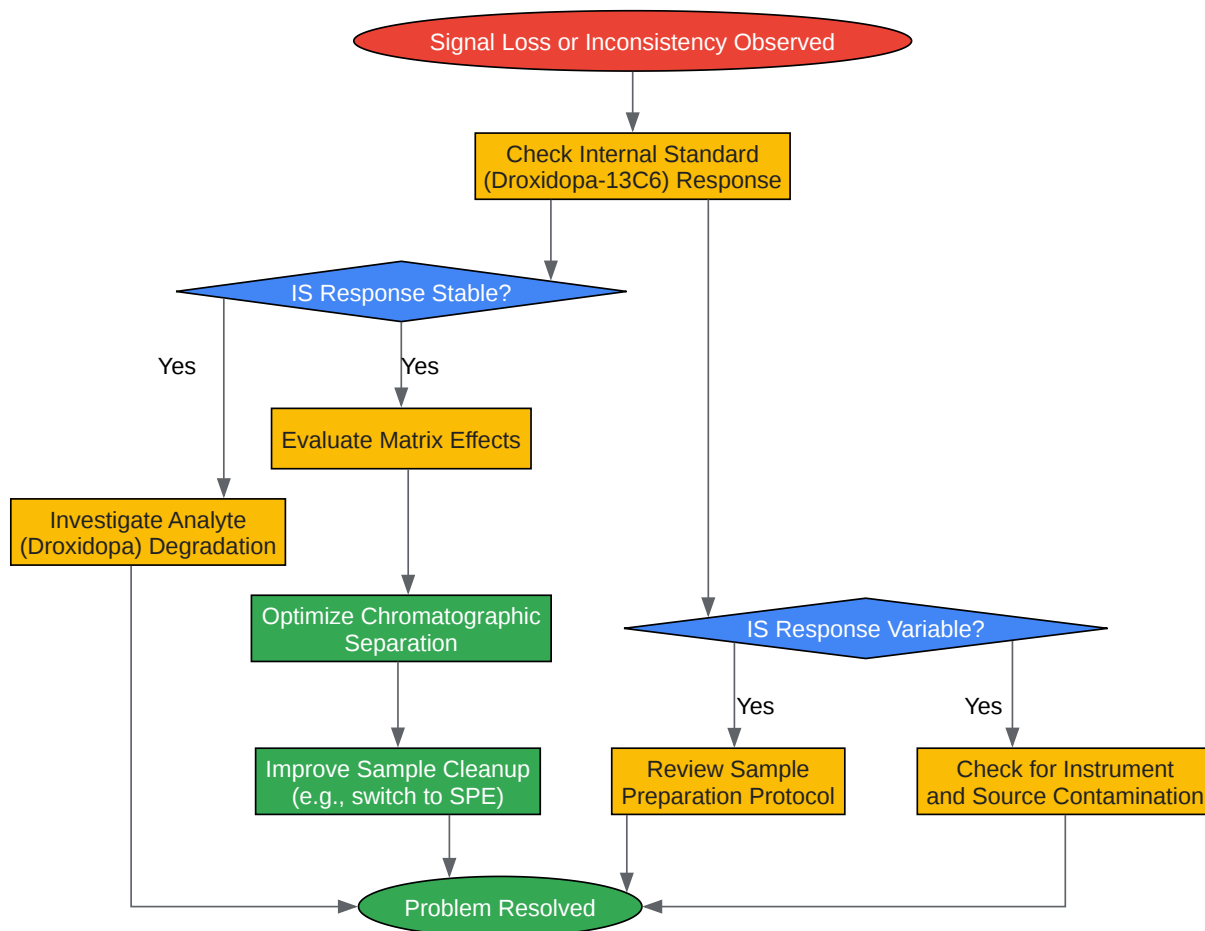 Signal Loss or Inconsistency Observed
Check Internal Standard
(Droxidopa-13C6) Response
IS Response Stable?
Yes
Yes
Evaluate Matrix Effects
Investigate Analyte
(Droxidopa) Degradation
Optimize Chromatographic
Separation
IS Response Variable?
Yes
Yes
Improve Sample Cleanup
(e.g., switch to SPE)
Review Sample
Preparation Protocol
Check for Instrument
and Source Contamination
Problem Resolved